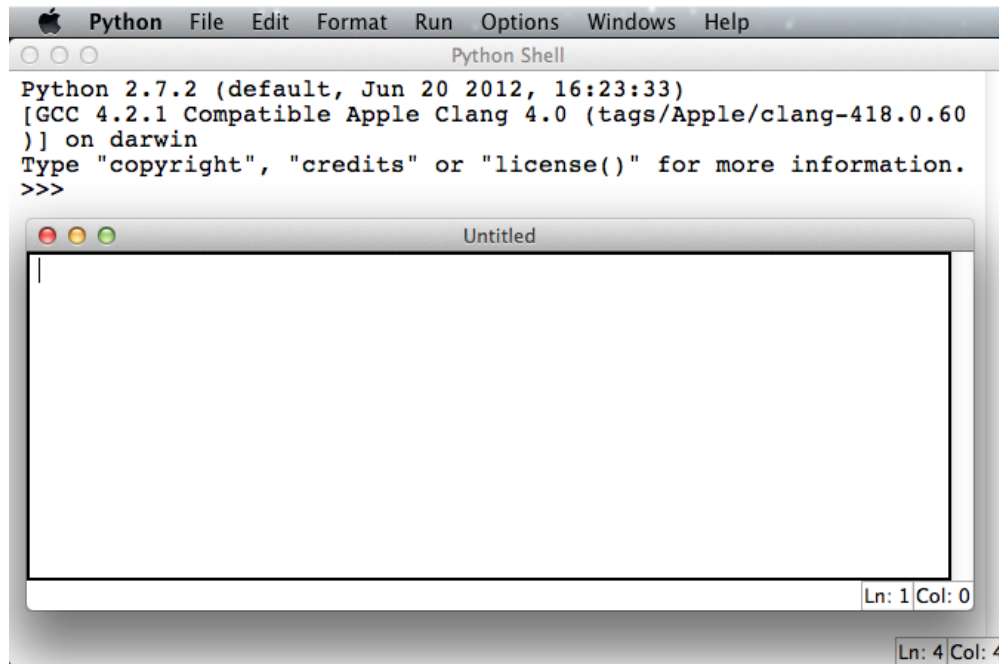 Python File Edit Format Run Options Windows Help
Python Shell
Python 2.7.2 (default, Jun 20 2012, 16:23:33)
[GCC 4.2.1 Compatible Apple Clang 4.0 (tags/Apple/clang-418.0.60
)] on darwin
Type "copyright", "credits" or "license()" for more information.
>>>
Untitled
Ln: 1 Col: 0
Ln: 4 Col: 4